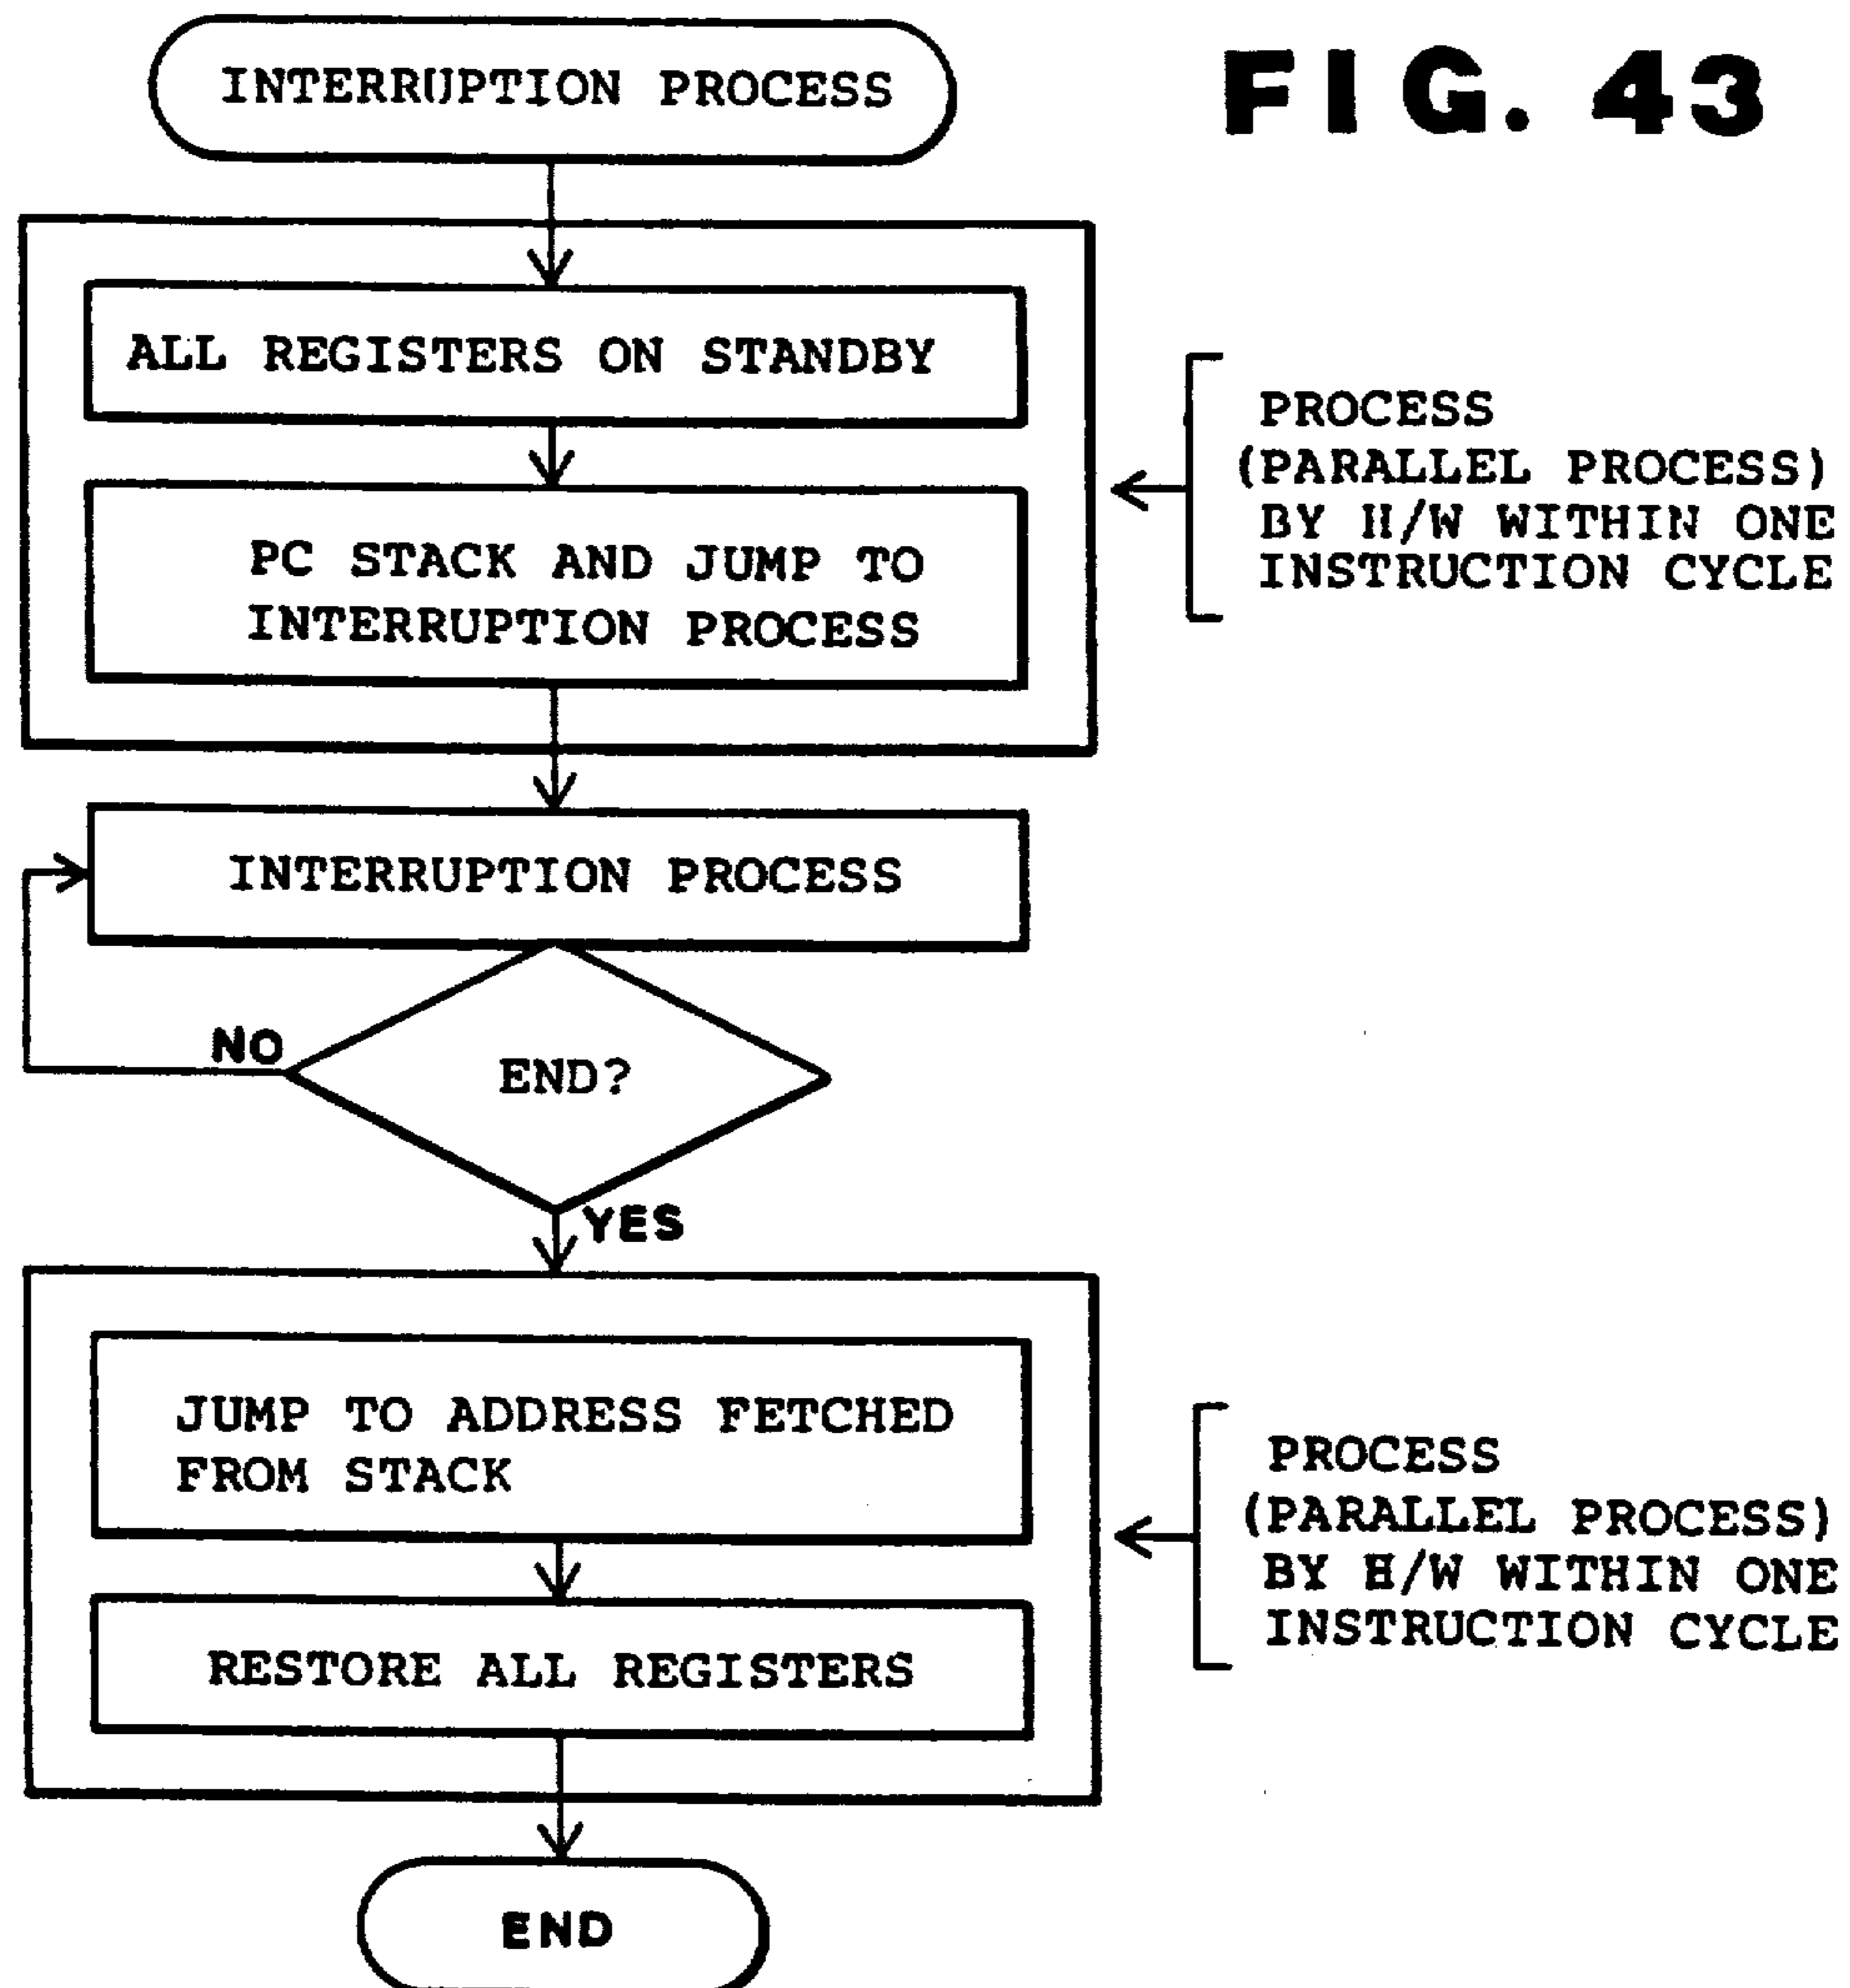 INTERRUPTION PROCESS
FIG. 43
ALL REGISTERS ON STANDBY
PC STACK AND JUMP TO
INTERRUPTION PROCESS
PROCESS
(PARALLEL PROCESS)
BY H/W WITHIN ONE
INSTRUCTION CYCLE
INTERRUPTION PROCESS
NO
END?
YES
JUMP TO ADDRESS FETCHED
FROM STACK
RESTORE ALL REGISTERS
PROCESS
(PARALLEL PROCESS)
BY H/W WITHIN ONE
INSTRUCTION CYCLE
END